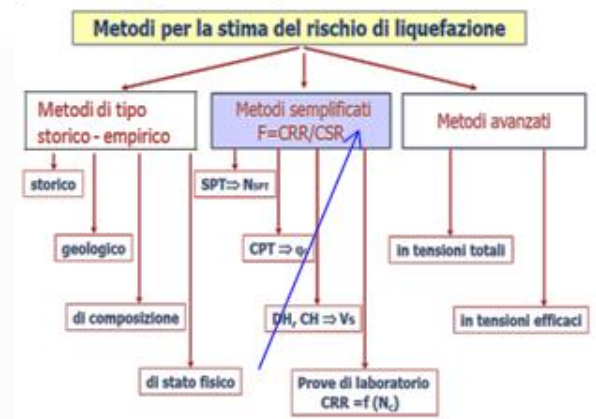 Metodi per la stima del rischio di liquefazione
Metodi di tipo
storico - empirico
Metodi semplificati
F=CRR/CSR
Metodi avanzati
storico
geologico
di composizione
di stato fisico
SPT⇒ NSPT
CPT ⇒
DH, CH ⇒ Vs
Prove di laboratorio
CRR =f (Nc)
in tensioni totali
in tensioni efficaci